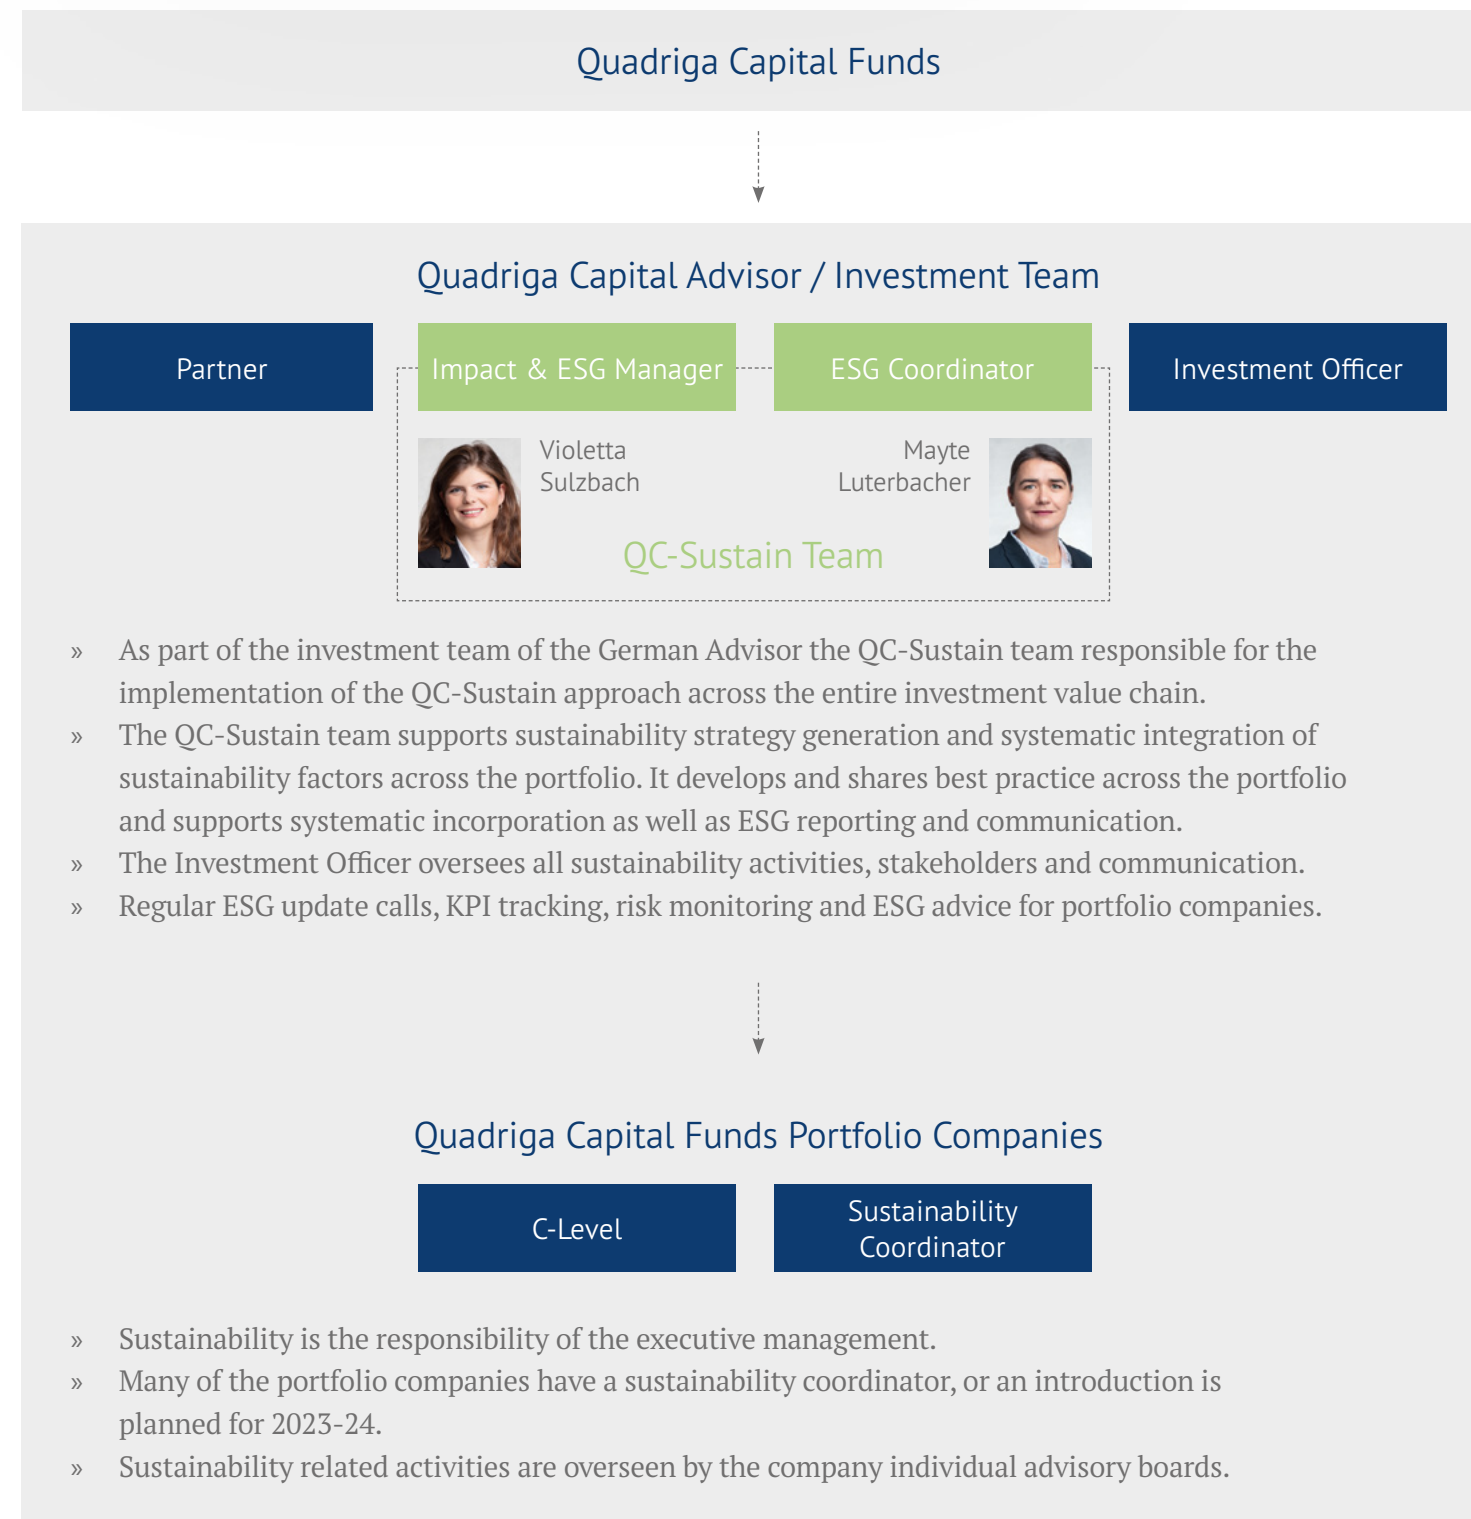 Quadriga Capital Funds
Quadriga Capital Advisor / Investment Team
Partner
Impact & ESG Manager
ESG Coordinator
Investment Officer
Violetta
Sulzbach
Mayte
Luterbacher
QC-Sustain Team
» As part of the investment team of the German Advisor the QC-Sustain team responsible for the
implementation of the QC-Sustain approach across the entire investment value chain.
» The QC-Sustain team supports sustainability strategy generation and systematic integration of
sustainability factors across the portfolio. It develops and shares best practice across the portfolio
and supports systematic incorporation as well as ESG reporting and communication.
» The Investment Officer oversees all sustainability activities, stakeholders and communication.
» Regular ESG update calls, KPI tracking, risk monitoring and ESG advice for portfolio companies.
Quadriga Capital Funds Portfolio Companies
C-Level
Sustainability
Coordinator
» Sustainability is the responsibility of the executive management.
» Many of the portfolio companies have a sustainability coordinator, or an introduction is
planned for 2023-24.
» Sustainability related activities are overseen by the company individual advisory boards.